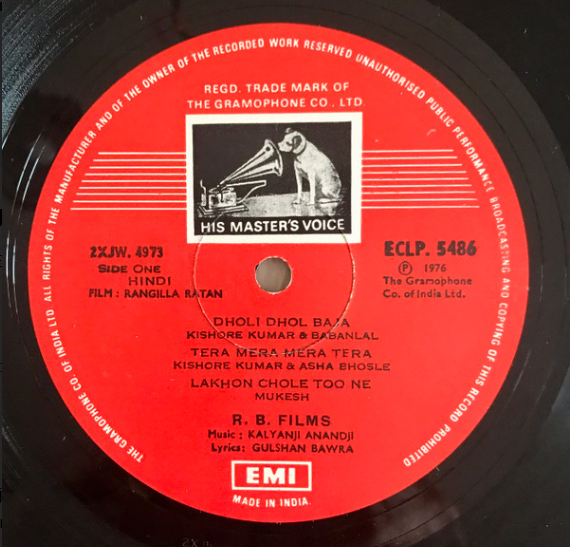 THE GRAMOPHONE CO. OF INDIA LTD. ALL RIGHTS OF THE MANUFACTURER AND OF THE OWNER OF THE RECORDED WORK RESERVED UNAUTHORISED PUBLIC PERFORMANCE BROADCASTING AND COPYING OF THIS RECORD PROHIBITED
REGD. TRADE MARK OF
THE GRAMOPHONE CO., LTD.
HIS MASTER'S VOICE
2XJW. 4973
SIDE ONE
HINDI
FILM : RANGILLA RATAN
ECLP. 5486
Ⓟ 1976
The Gramophone
Co. of India Ltd.
DHOLI DHOL BAJA
KISHORE KUMAR & BABANLAL
TERA MERA MERA TERA
KISHORE KUMAR & ASHA BHOSLE
LAKHON CHOLE TOO NE
MUKESH
R. B. FILMS
Music : KALYANJI ANANDJI
Lyrics: GULSHAN BAWRA
EMI
MADE IN INDIA.